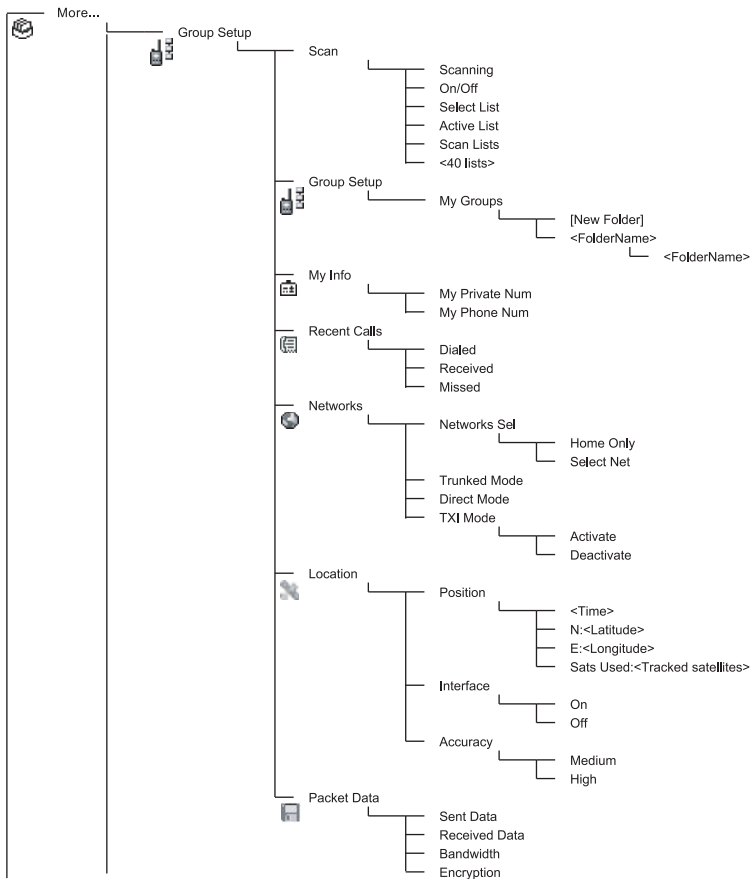 More...
Group Setup
Scan
Scanning
On/Off
Select List
Active List
Scan Lists
<40 lists>
Group Setup
My Groups
[New Folder]
<FolderName>
<FolderName>
My Info
My Private Num
My Phone Num
Recent Calls
Dialed
Received
Missed
Networks
Networks Sel
Home Only
Select Net
Trunked Mode
Direct Mode
TXI Mode
Activate
Deactivate
Location
Position
<Time>
N:<Latitude>
E:<Longitude>
Sats Used:<Tracked satellites>
Interface
On
Off
Accuracy
Medium
High
Packet Data
Sent Data
Received Data
Bandwidth
Encryption